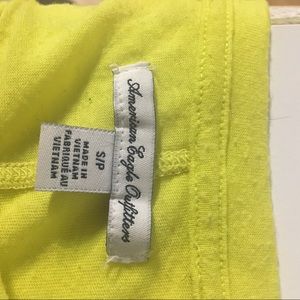 American Eagle Outfitters
S/P
MADE IN
VIETNAM
FABRIQUÉ AU
VIETNAM